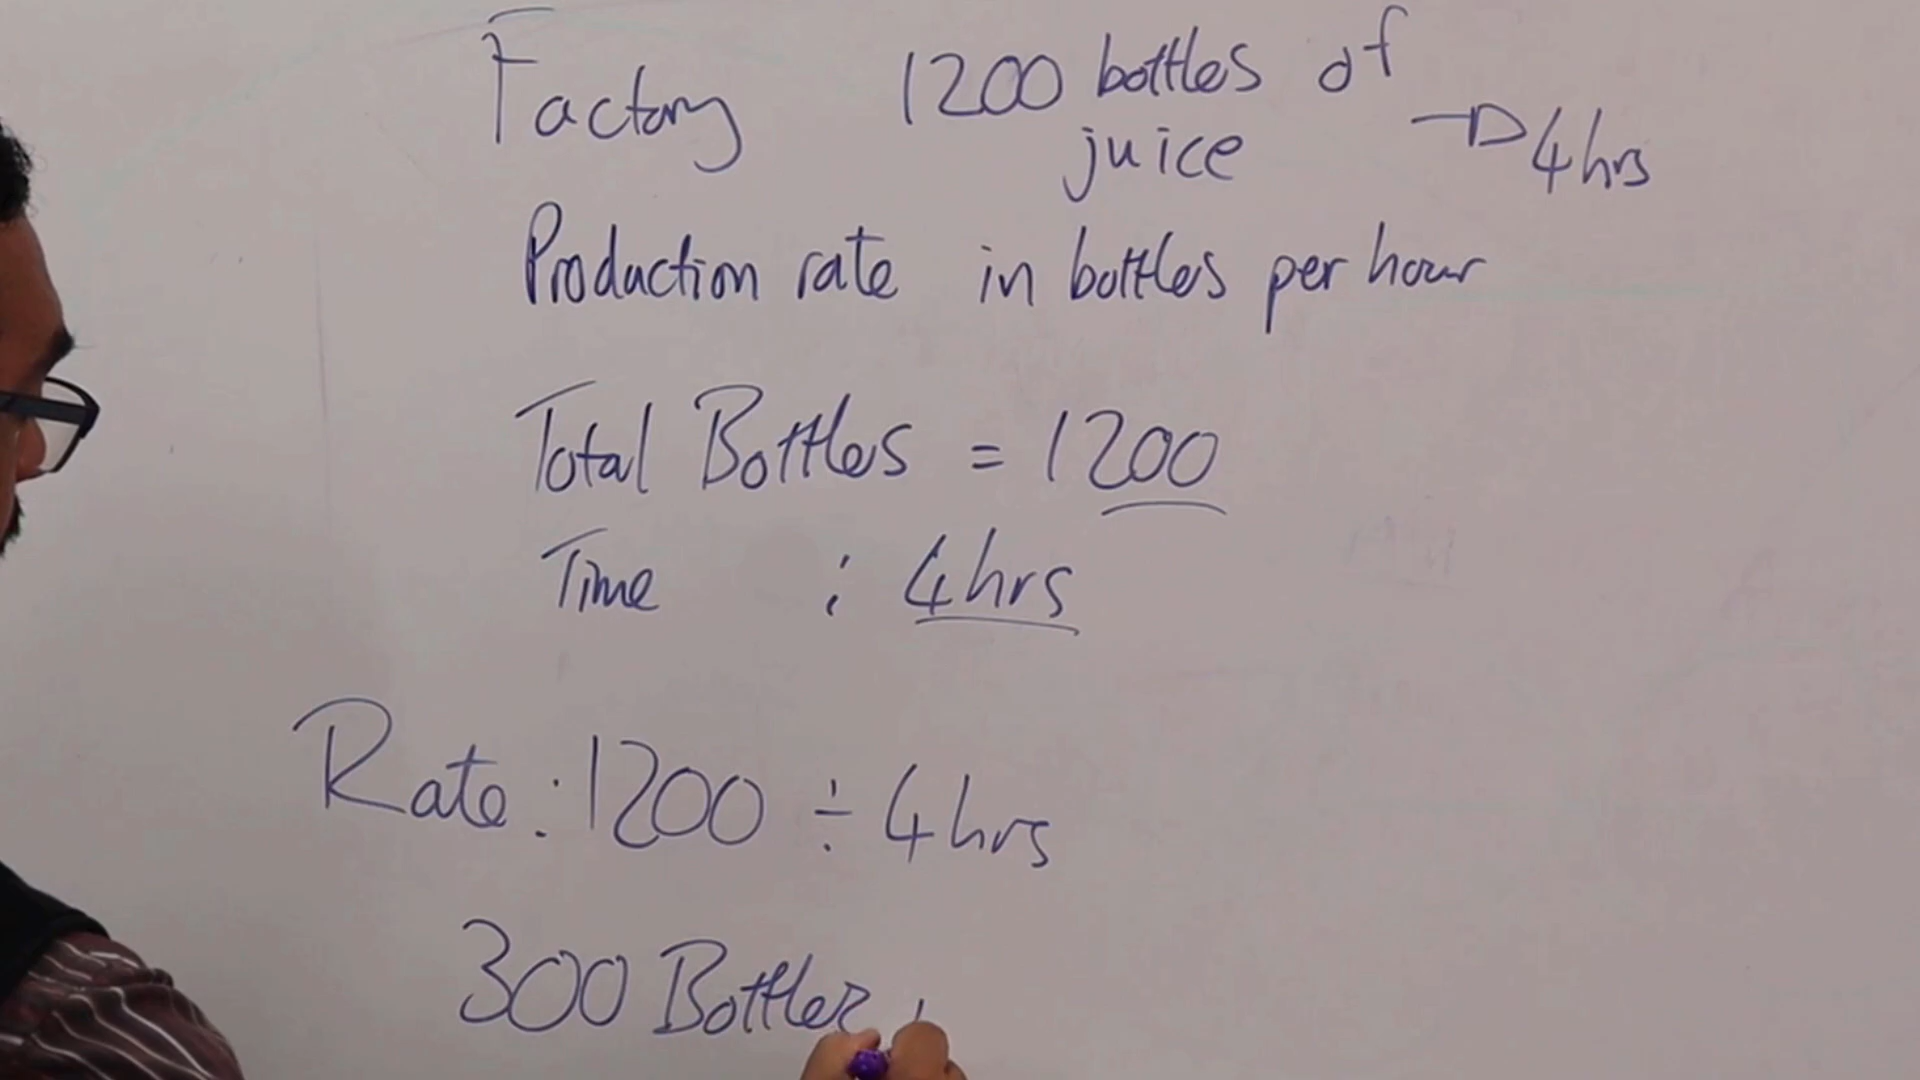 Factory 1200 bottles of
juice → 4hrs
Production rate in bottles per hour
Total Bottles = 1200
Time : 4hrs
Rate : 1200 ÷ 4hrs
300 Bottles